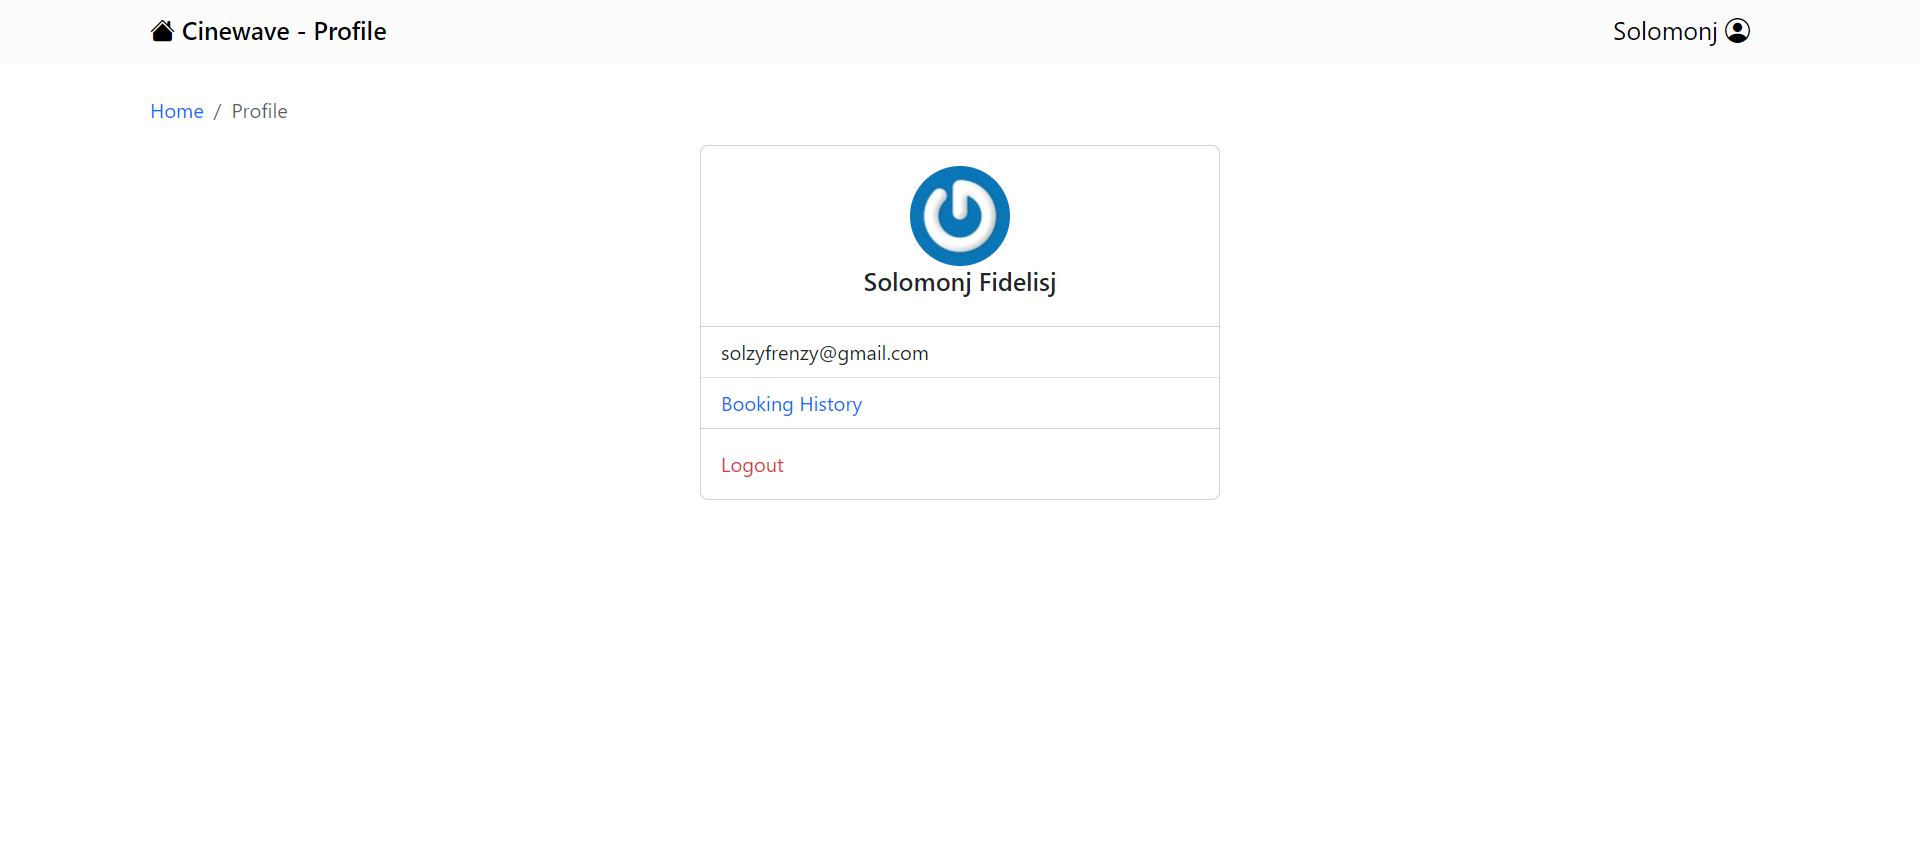 Cinewave - Profile
Solomonj
Home / Profile
Solomonj Fidelisj
solzyfrenzy@gmail.com
Booking History
Logout